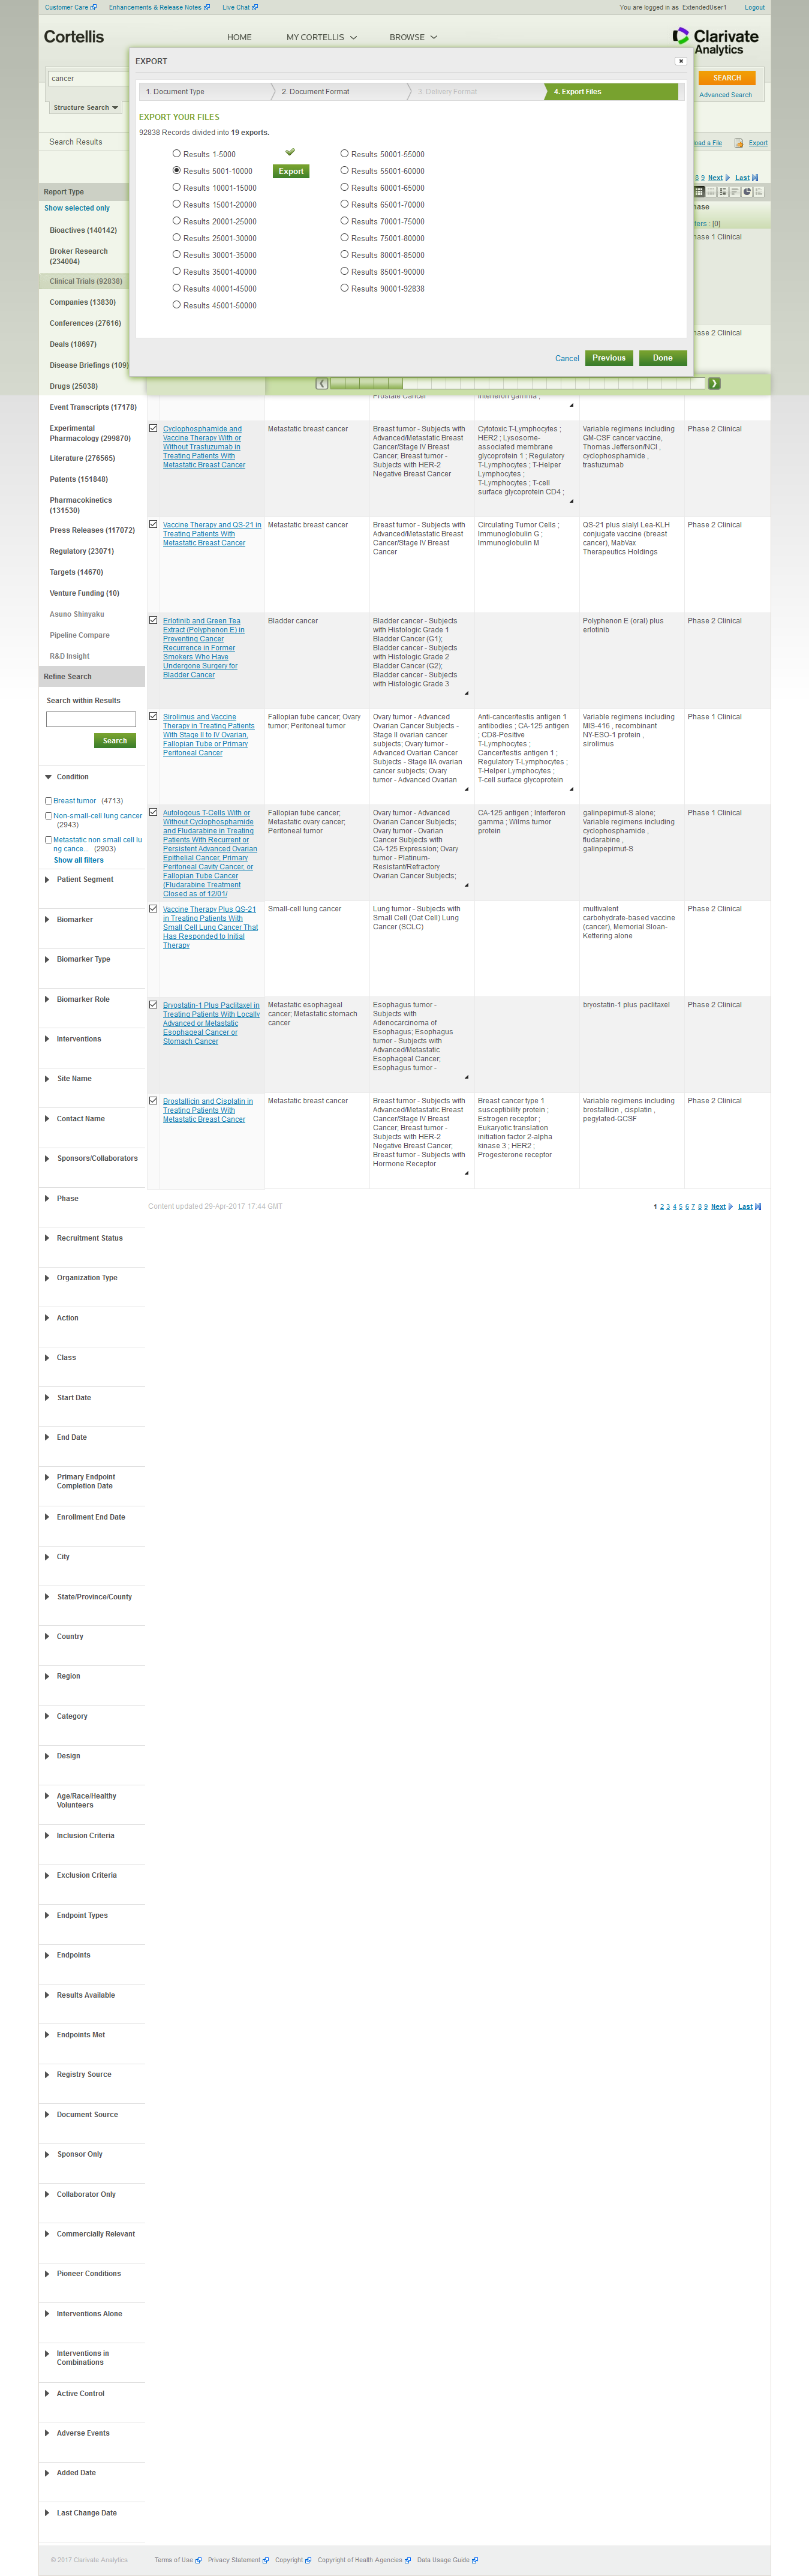 Customer Care
Enhancements & Release Notes
Live Chat
You are logged in as ExtendedUser1
Logout
Cortellis
HOME
MY CORTELLIS
BROWSE
Clarivate
Analytics
cancer
SEARCH
Advanced Search
Structure Search
Search Results
oad a File
Export
6 9 Next Last
EXPORT
1. Document Type
2. Document Format
3. Delivery Format
4. Export Files
EXPORT YOUR FILES
92838 Records divided into 19 exports.
Results 1-5000
Results 5001-10000
Export
Results 10001-15000
Results 15001-20000
Results 20001-25000
Results 25001-30000
Results 30001-35000
Results 35001-40000
Results 40001-45000
Results 45001-50000
Results 50001-55000
Results 55001-60000
Results 60001-65000
Results 65001-70000
Results 70001-75000
Results 75001-80000
Results 80001-85000
Results 85001-90000
Results 90001-92838
Cancel
Previous
Done
hase
ters : [0]
hase 1 Clinical
hase 2 Clinical
Report Type
Show selected only
Bioactives (140142)
Broker Research
(234004)
Clinical Trials (92838)
Companies (13830)
Conferences (27616)
Deals (18697)
Disease Briefings (109)
Drugs (25038)
Event Transcripts (17178)
Experimental
Pharmacology (299870)
Literature (276565)
Patents (151848)
Pharmacokinetics
(131530)
Press Releases (117072)
Regulatory (23071)
Targets (14670)
Venture Funding (10)
Asuno Shinyaku
Pipeline Compare
R&D Insight
Refine Search
Search within Results
Search
Condition
Breast tumor (4713)
Non-small-cell lung cancer
(2943)
Metastatic non small cell lu
ng cance... (2903)
Show all filters
Patient Segment
Biomarker
Biomarker Type
Biomarker Role
Interventions
Site Name
Contact Name
Sponsors/Collaborators
Phase
Recruitment Status
Organization Type
Action
Class
Start Date
End Date
Primary Endpoint
Completion Date
Enrollment End Date
City
State/Province/County
Country
Region
Category
Design
Age/Race/Healthy
Volunteers
Inclusion Criteria
Exclusion Criteria
Endpoint Types
Endpoints
Results Available
Endpoints Met
Registry Source
Document Source
Sponsor Only
Collaborator Only
Commercially Relevant
Pioneer Conditions
Interventions Alone
Interventions in
Combinations
Active Control
Adverse Events
Added Date
Last Change Date
Prostate Cancer
interferon gamma ;
Cyclophosphamide and
Vaccine Therapy With or
Without Trastuzumab in
Treating Patients With
Metastatic Breast Cancer
Metastatic breast cancer
Breast tumor - Subjects with
Advanced/Metastatic Breast
Cancer/Stage IV Breast
Cancer; Breast tumor -
Subjects with HER-2
Negative Breast Cancer
Cytotoxic T-Lymphocytes ;
HER2 ; Lysosome-
associated membrane
glycoprotein 1 ; Regulatory
T-Lymphocytes ; T-Helper
Lymphocytes ;
T-Lymphocytes ; T-cell
surface glycoprotein CD4 ;
Variable regimens including
GM-CSF cancer vaccine,
Thomas Jefferson/NCI ,
cyclophosphamide ,
trastuzumab
Phase 2 Clinical
Vaccine Therapy and QS-21 in
Treating Patients With
Metastatic Breast Cancer
Metastatic breast cancer
Breast tumor - Subjects with
Advanced/Metastatic Breast
Cancer/Stage IV Breast
Cancer
Circulating Tumor Cells ;
Immunoglobulin G ;
Immunoglobulin M
QS-21 plus sialyl Lea-KLH
conjugate vaccine (breast
cancer), MabVax
Therapeutics Holdings
Phase 2 Clinical
Erlotinib and Green Tea
Extract (Polyphenon E) in
Preventing Cancer
Recurrence in Former
Smokers Who Have
Undergone Surgery for
Bladder Cancer
Bladder cancer
Bladder cancer - Subjects
with Histologic Grade 1
Bladder Cancer (G1);
Bladder cancer - Subjects
with Histologic Grade 2
Bladder Cancer (G2);
Bladder cancer - Subjects
with Histologic Grade 3
Polyphenon E (oral) plus
erlotinib
Phase 2 Clinical
Sirolimus and Vaccine
Therapy in Treating Patients
With Stage II to IV Ovarian,
Fallopian Tube or Primary
Peritoneal Cancer
Fallopian tube cancer; Ovary
tumor; Peritoneal tumor
Ovary tumor - Advanced
Ovarian Cancer Subjects -
Stage II ovarian cancer
subjects; Ovary tumor -
Advanced Ovarian Cancer
Subjects - Stage IIA ovarian
cancer subjects; Ovary
tumor - Advanced Ovarian
Anti-cancer/testis antigen 1
antibodies ; CA-125 antigen
; CD8-Positive
T-Lymphocytes ;
Cancer/testis antigen 1 ;
Regulatory T-Lymphocytes ;
T-Helper Lymphocytes ;
T-cell surface glycoprotein
Variable regimens including
MIS-416 , recombinant
NY-ESO-1 protein ,
sirolimus
Phase 1 Clinical
Autologous T-Cells With or
Without Cyclophosphamide
and Fludarabine in Treating
Patients With Recurrent or
Persistent Advanced Ovarian
Epithelial Cancer, Primary
Peritoneal Cavity Cancer, or
Fallopian Tube Cancer
(Fludarabine Treatment
Closed as of 12/01/
Fallopian tube cancer;
Metastatic ovary cancer;
Peritoneal tumor
Ovary tumor - Advanced
Ovarian Cancer Subjects;
Ovary tumor - Ovarian
Cancer Subjects with
CA-125 Expression; Ovary
tumor - Platinum-
Resistant/Refractory
Ovarian Cancer Subjects;
CA-125 antigen ; Interferon
gamma ; Wilms tumor
protein
galinpepimut-S alone;
Variable regimens including
cyclophosphamide ,
fludarabine ,
galinpepimut-S
Phase 1 Clinical
Vaccine Therapy Plus QS-21
in Treating Patients With
Small Cell Lung Cancer That
Has Responded to Initial
Therapy
Small-cell lung cancer
Lung tumor - Subjects with
Small Cell (Oat Cell) Lung
Cancer (SCLC)
multivalent
carbohydrate-based vaccine
(cancer), Memorial Sloan-
Kettering alone
Phase 2 Clinical
Bryostatin-1 Plus Paclitaxel in
Treating Patients With Locally
Advanced or Metastatic
Esophageal Cancer or
Stomach Cancer
Metastatic esophageal
cancer; Metastatic stomach
cancer
Esophagus tumor -
Subjects with
Adenocarcinoma of
Esophagus; Esophagus
tumor - Subjects with
Advanced/Metastatic
Esophageal Cancer;
Esophagus tumor -
bryostatin-1 plus paclitaxel
Phase 2 Clinical
Brostallicin and Cisplatin in
Treating Patients With
Metastatic Breast Cancer
Metastatic breast cancer
Breast tumor - Subjects with
Advanced/Metastatic Breast
Cancer/Stage IV Breast
Cancer; Breast tumor -
Subjects with HER-2
Negative Breast Cancer;
Breast tumor - Subjects with
Hormone Receptor
Breast cancer type 1
susceptibility protein ;
Estrogen receptor ;
Eukaryotic translation
initiation factor 2-alpha
kinase 3 ; HER2 ;
Progesterone receptor
Variable regimens including
brostallicin , cisplatin ,
pegylated-GCSF
Phase 2 Clinical
Content updated 29-Apr-2017 17:44 GMT
1 2 3 4 5 6 7 8 9 Next Last
© 2017 Clarivate Analytics
Terms of Use
Privacy Statement
Copyright
Copyright of Health Agencies
Data Usage Guide